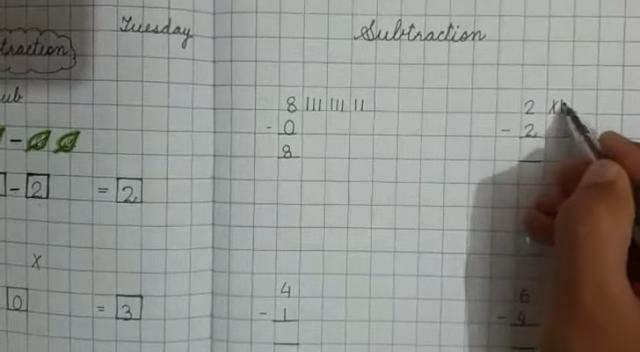 Tuesday
traction
ub
- 2 = 2
x
0 = 3
Subtraction
8 ||| ||| ||
- 0
8
2
- 2
4
- 1
6
- 4